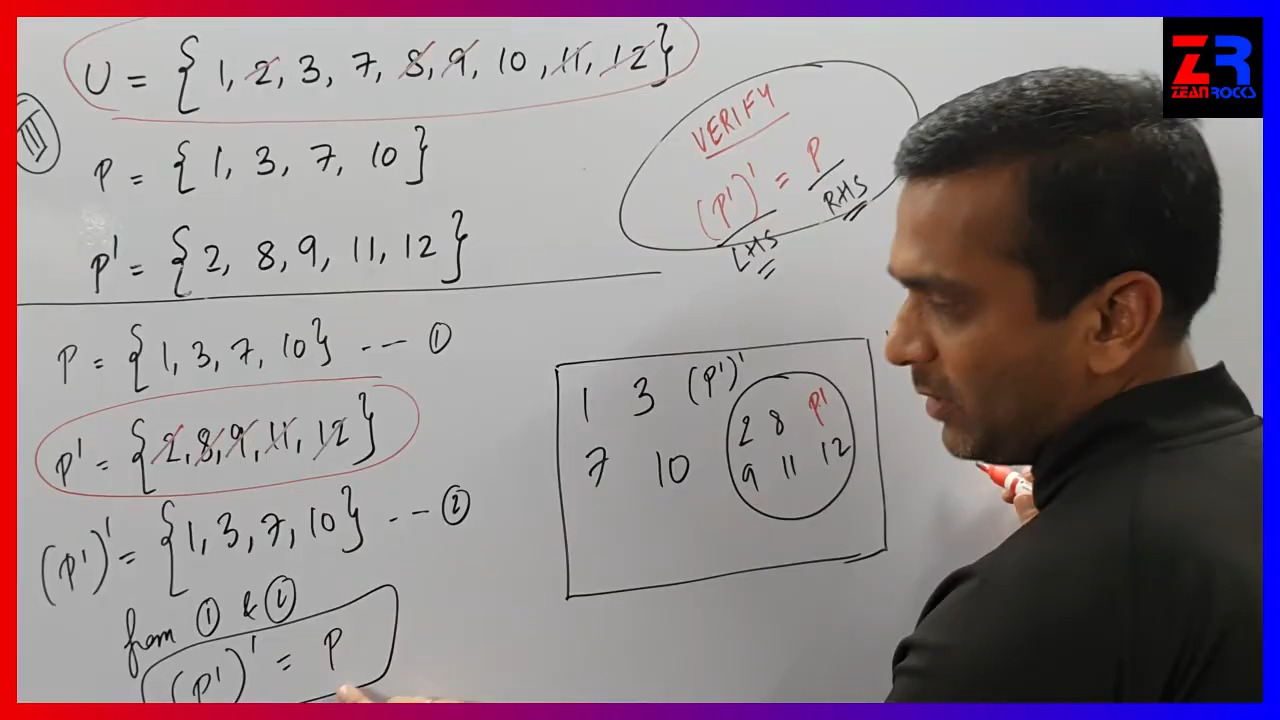 U = { 1, 2, 3, 7, 8, 9, 10, 11, 12}
III
P = { 1, 3, 7, 10 }
P' = { 2, 8, 9, 11, 12 }
VERIFY
(P')' = P
LHS RHS
P = { 1, 3, 7, 10} --- ①
P' = { 2, 8, 9, 11, 12 }
(P')' = { 1, 3, 7, 10} --- ②
from ① & ②
(P')' = P
1 3 (P')'
7 10
2 8 P'
9 11 12
ZR
ZEAN ROCKS